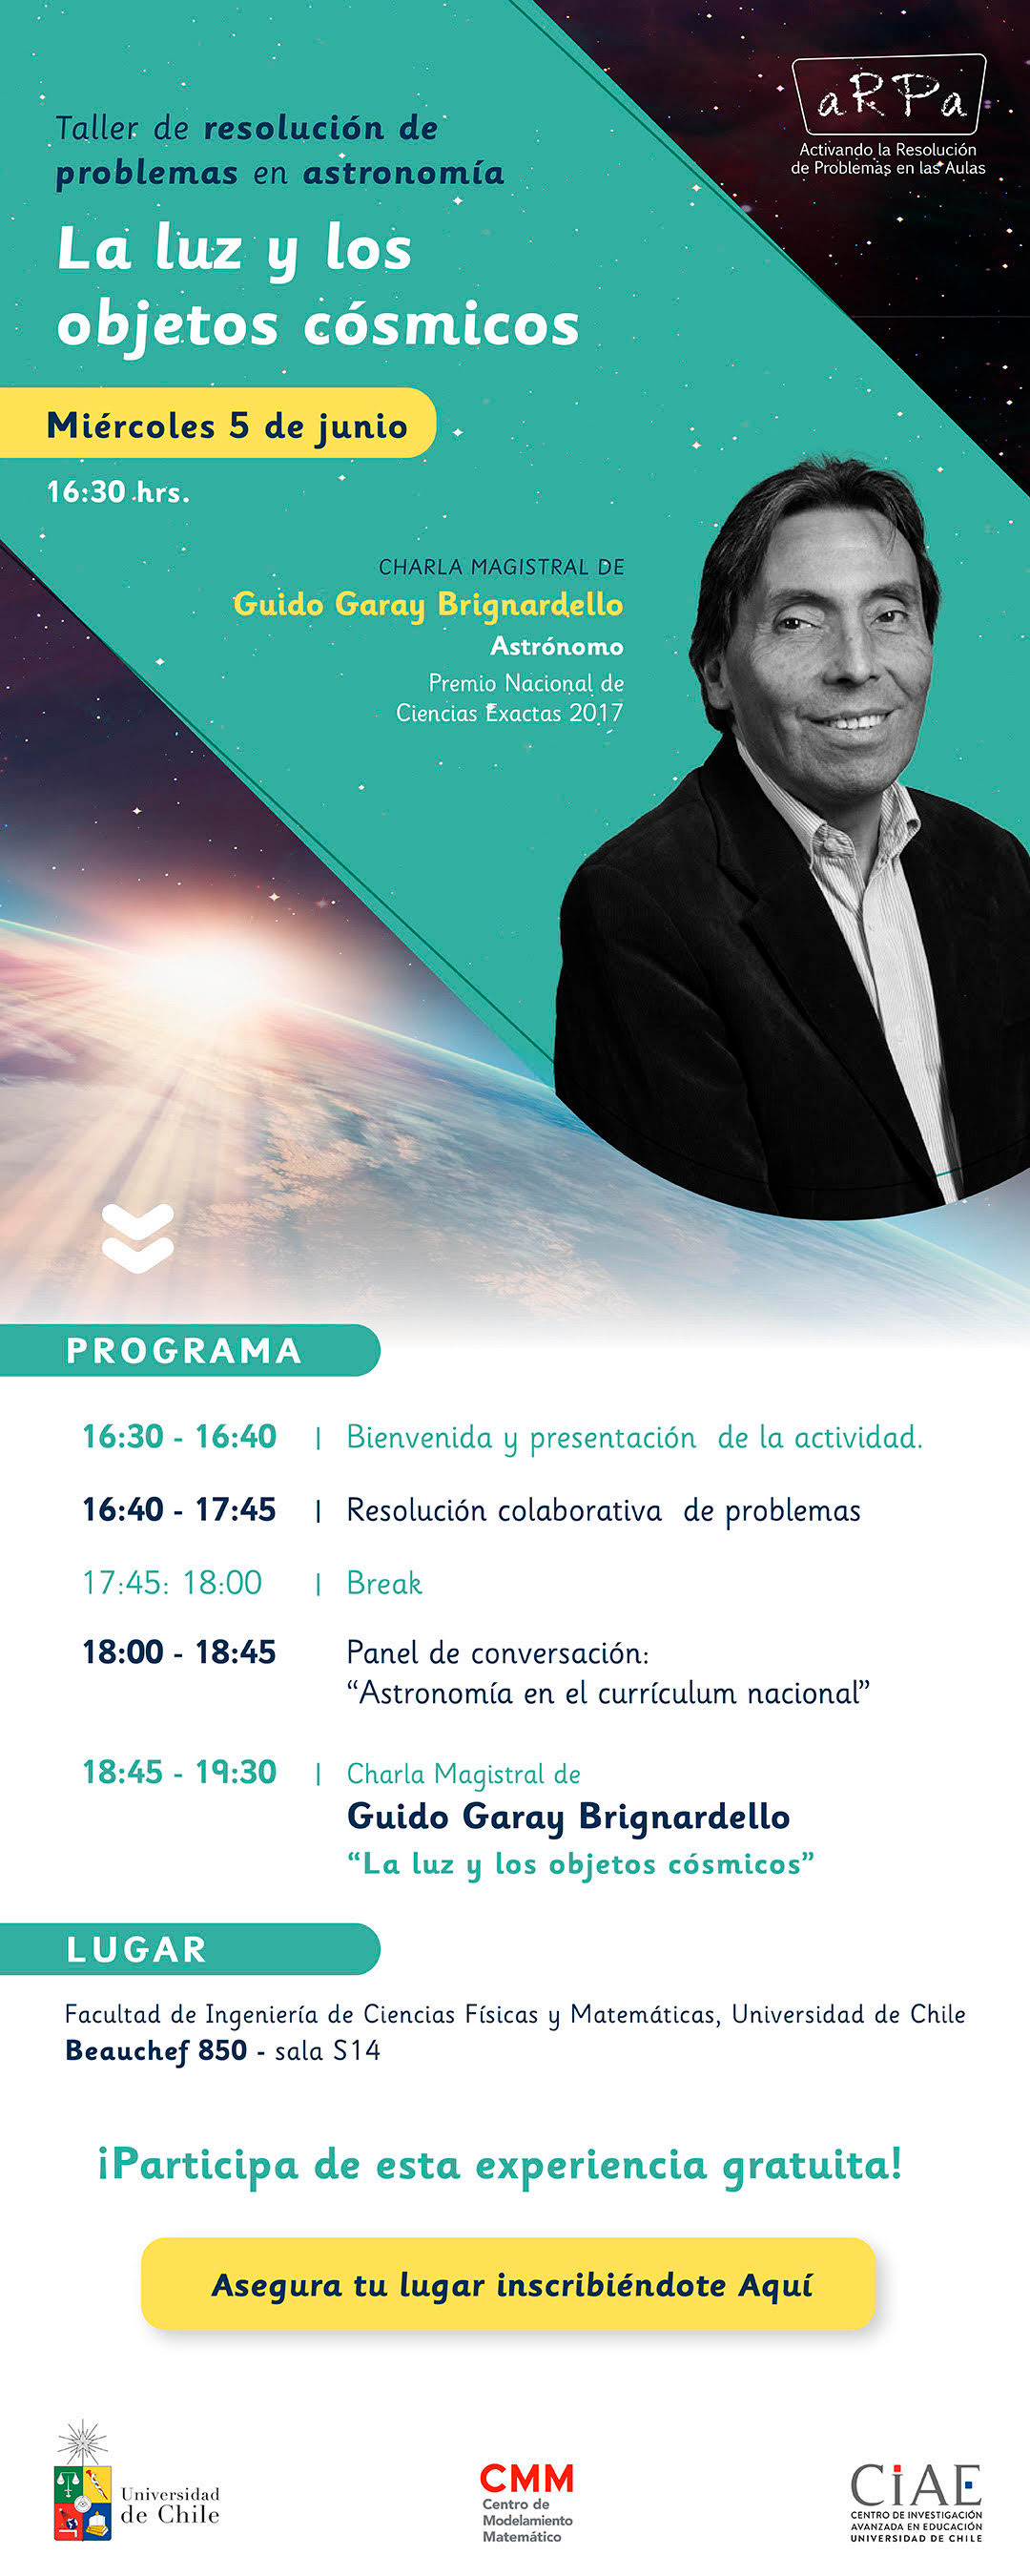 aRPa
Activando la Resolución
de Problemas en las Aulas
Taller de resolución de
problemas en astronomía
La luz y los
objetos cósmicos
Miércoles 5 de junio
16:30 hrs.
CHARLA MAGISTRAL DE
Guido Garay Brignardello
Astrónomo
Premio Nacional de
Ciencias Exactas 2017
PROGRAMA
16:30 - 16:40 | Bienvenida y presentación de la actividad.
16:40 - 17:45 | Resolución colaborativa de problemas
17:45: 18:00 | Break
18:00 - 18:45 Panel de conversación:
“Astronomía en el currículum nacional”
18:45 - 19:30 | Charla Magistral de
Guido Garay Brignardello
“La luz y los objetos cósmicos”
LUGAR
Facultad de Ingeniería de Ciencias Físicas y Matemáticas, Universidad de Chile
Beauchef 850 - sala S14
¡Participa de esta experiencia gratuita!
Asegura tu lugar inscribiéndote Aquí
Universidad
de Chile
CMM
Centro de
Modelamiento
Matemático
CiAE
CENTRO DE INVESTIGACIÓN
AVANZADA EN EDUCACIÓN
UNIVERSIDAD DE CHILE